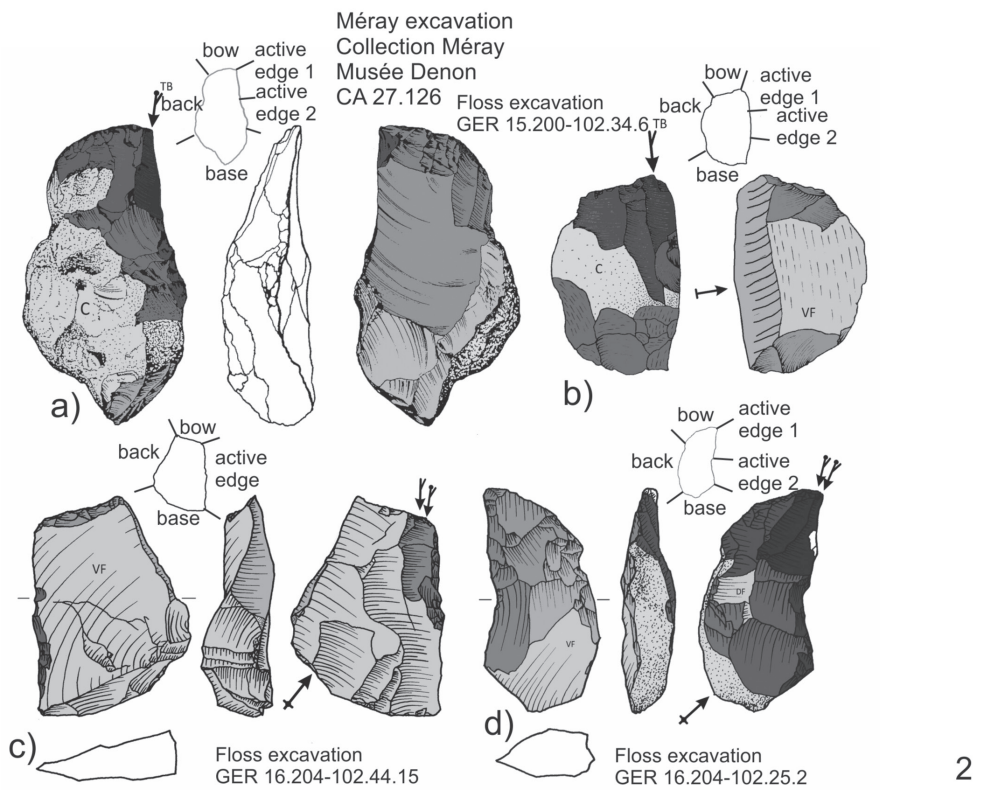 Méray excavation
Collection Méray
Musée Denon
CA 27.126
bow
active
edge 1
active
edge 2
back
base
TB
C
a)
Floss excavation
GER 15.200-102.34.6
TB
bow
active
edge 1
active
edge 2
back
base
C
VF
b)
bow
back
active
edge
base
VF
c)
Floss excavation
GER 16.204-102.44.15
bow
active
edge 1
back
active
edge 2
base
VF
DF
d)
Floss excavation
GER 16.204-102.25.2
2